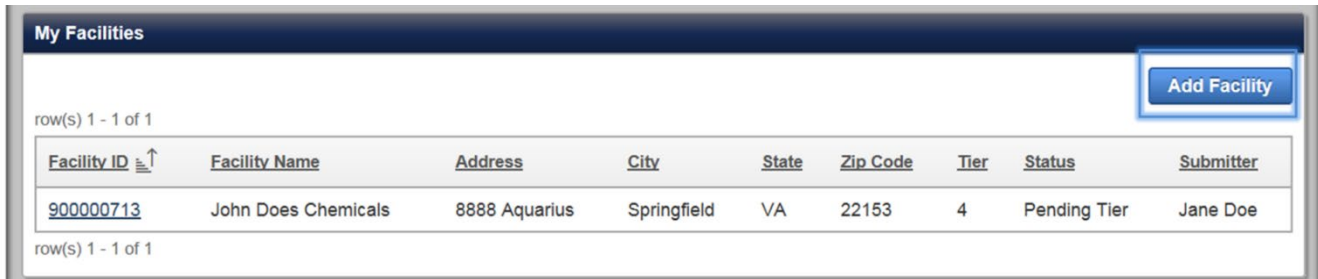 My Facilities
Add Facility
row(s) 1 - 1 of 1
Facility ID Facility Name Address City State Zip Code Tier Status Submitter
900000713 John Does Chemicals 8888 Aquarius Springfield VA 22153 4 Pending Tier Jane Doe
row(s) 1 - 1 of 1